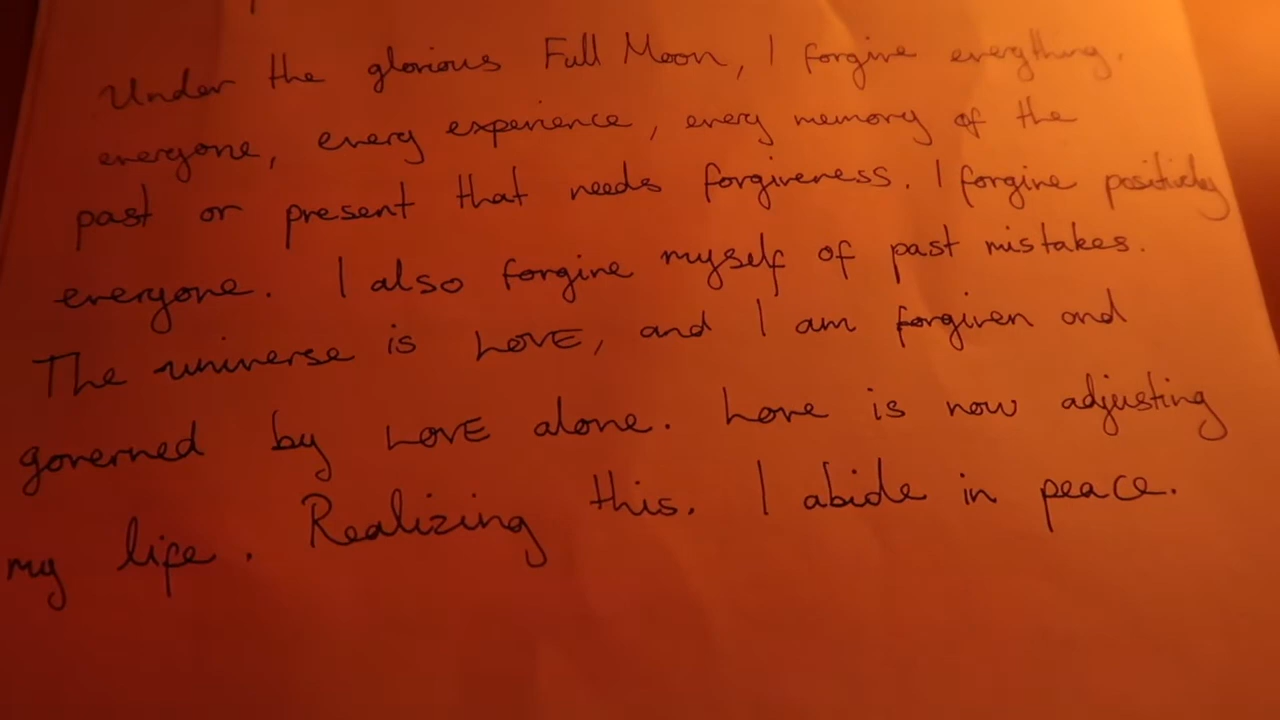 Under the glorious Full Moon, I forgive everything,
everyone, every experience, every memory of the
past or present that needs forgiveness. I forgive positively
everyone. I also forgive myself of past mistakes.
The universe is LOVE, and I am forgiven and
governed by LOVE alone. Love is now adjusting
my life. Realizing this. I abide in peace.